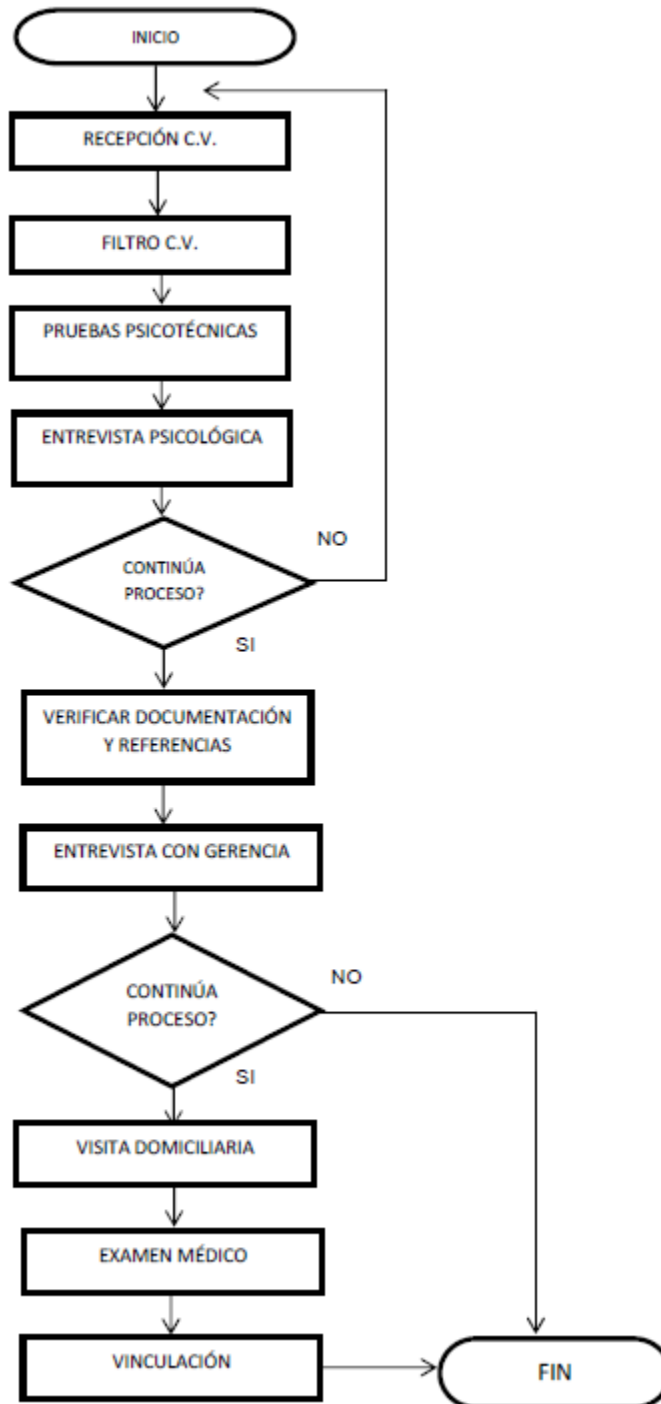 INICIO
RECEPCIÓN C.V.
FILTRO C.V.
PRUEBAS PSICOTÉCNICAS
ENTREVISTA PSICOLÓGICA
NO
CONTINÚA
PROCESO?
SI
VERIFICAR DOCUMENTACIÓN
Y REFERENCIAS
ENTREVISTA CON GERENCIA
NO
CONTINÚA
PROCESO?
SI
VISITA DOMICILIARIA
EXAMEN MÉDICO
VINCULACIÓN
FIN